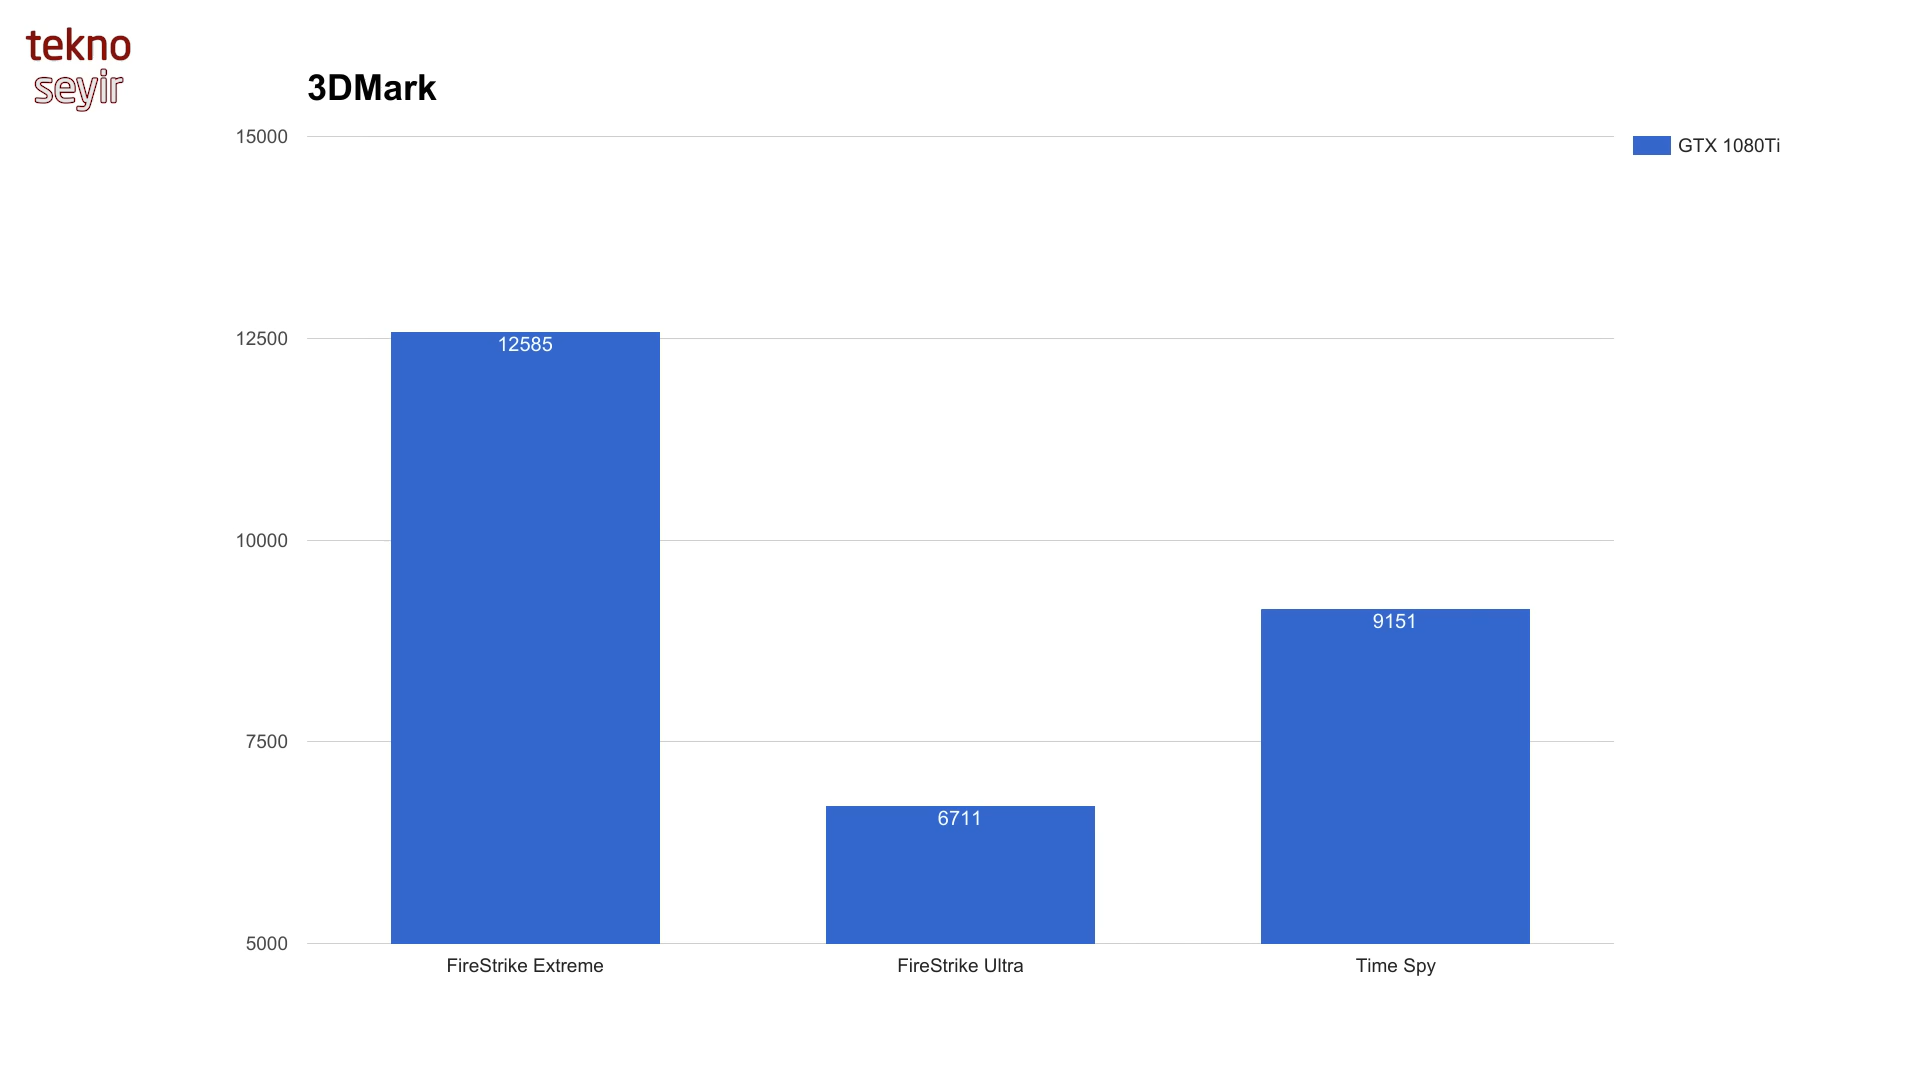 tekno
seyir
3DMark
15000
GTX 1080Ti
12500
12585
10000
9151
7500
6711
5000
FireStrike Extreme
FireStrike Ultra
Time Spy